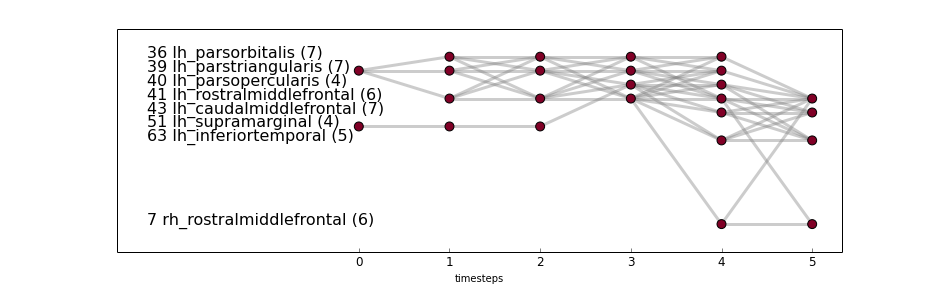 36 lh_parsorbitalis (7)
39 lh_parstriangularis (7)
40 lh_parsopercularis (4)
41 lh_rostralmiddlefrontal (6)
43 lh_caudalmiddlefrontal (7)
51 lh_supramarginal (4)
63 lh_inferiortemporal (5)
7 rh_rostralmiddlefrontal (6)
0 1 2 3 4 5
timesteps